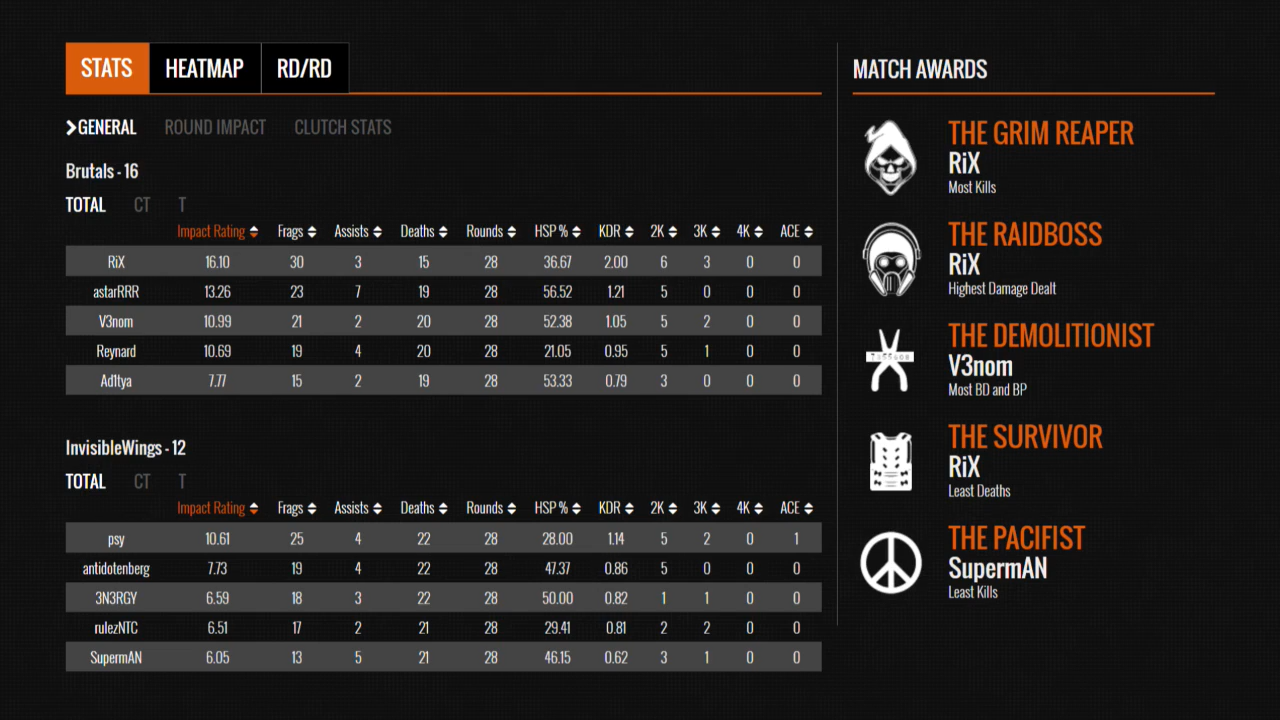 STATS HEATMAP RD/RD
GENERAL ROUND IMPACT CLUTCH STATS
Brutals - 16
TOTAL CT T
Impact Rating Frags Assists Deaths Rounds HSP % KDR 2K 3K 4K ACE
RiX 16.10 30 3 15 28 36.67 2.00 6 3 0 0
astarRRR 13.26 23 7 19 28 56.52 1.21 5 0 0 0
V3nom 10.99 21 2 20 28 52.38 1.05 5 2 0 0
Reynard 10.69 19 4 20 28 21.05 0.95 5 1 0 0
Ad1tya 7.77 15 2 19 28 53.33 0.79 3 0 0 0
InvisibleWings - 12
TOTAL CT T
Impact Rating Frags Assists Deaths Rounds HSP % KDR 2K 3K 4K ACE
psy 10.61 25 4 22 28 28.00 1.14 5 2 0 1
antidotenberg 7.73 19 4 22 28 47.37 0.86 5 0 0 0
3N3RGY 6.59 18 3 22 28 50.00 0.82 1 1 0 0
rulezNTC 6.51 17 2 21 28 29.41 0.81 2 2 0 0
SupermAN 6.05 13 5 21 28 46.15 0.62 3 1 0 0
MATCH AWARDS
THE GRIM REAPER
RiX
Most Kills
THE RAIDBOSS
RiX
Highest Damage Dealt
THE DEMOLITIONIST
7355608
V3nom
Most BD and BP
THE SURVIVOR
RiX
Least Deaths
THE PACIFIST
SupermAN
Least Kills